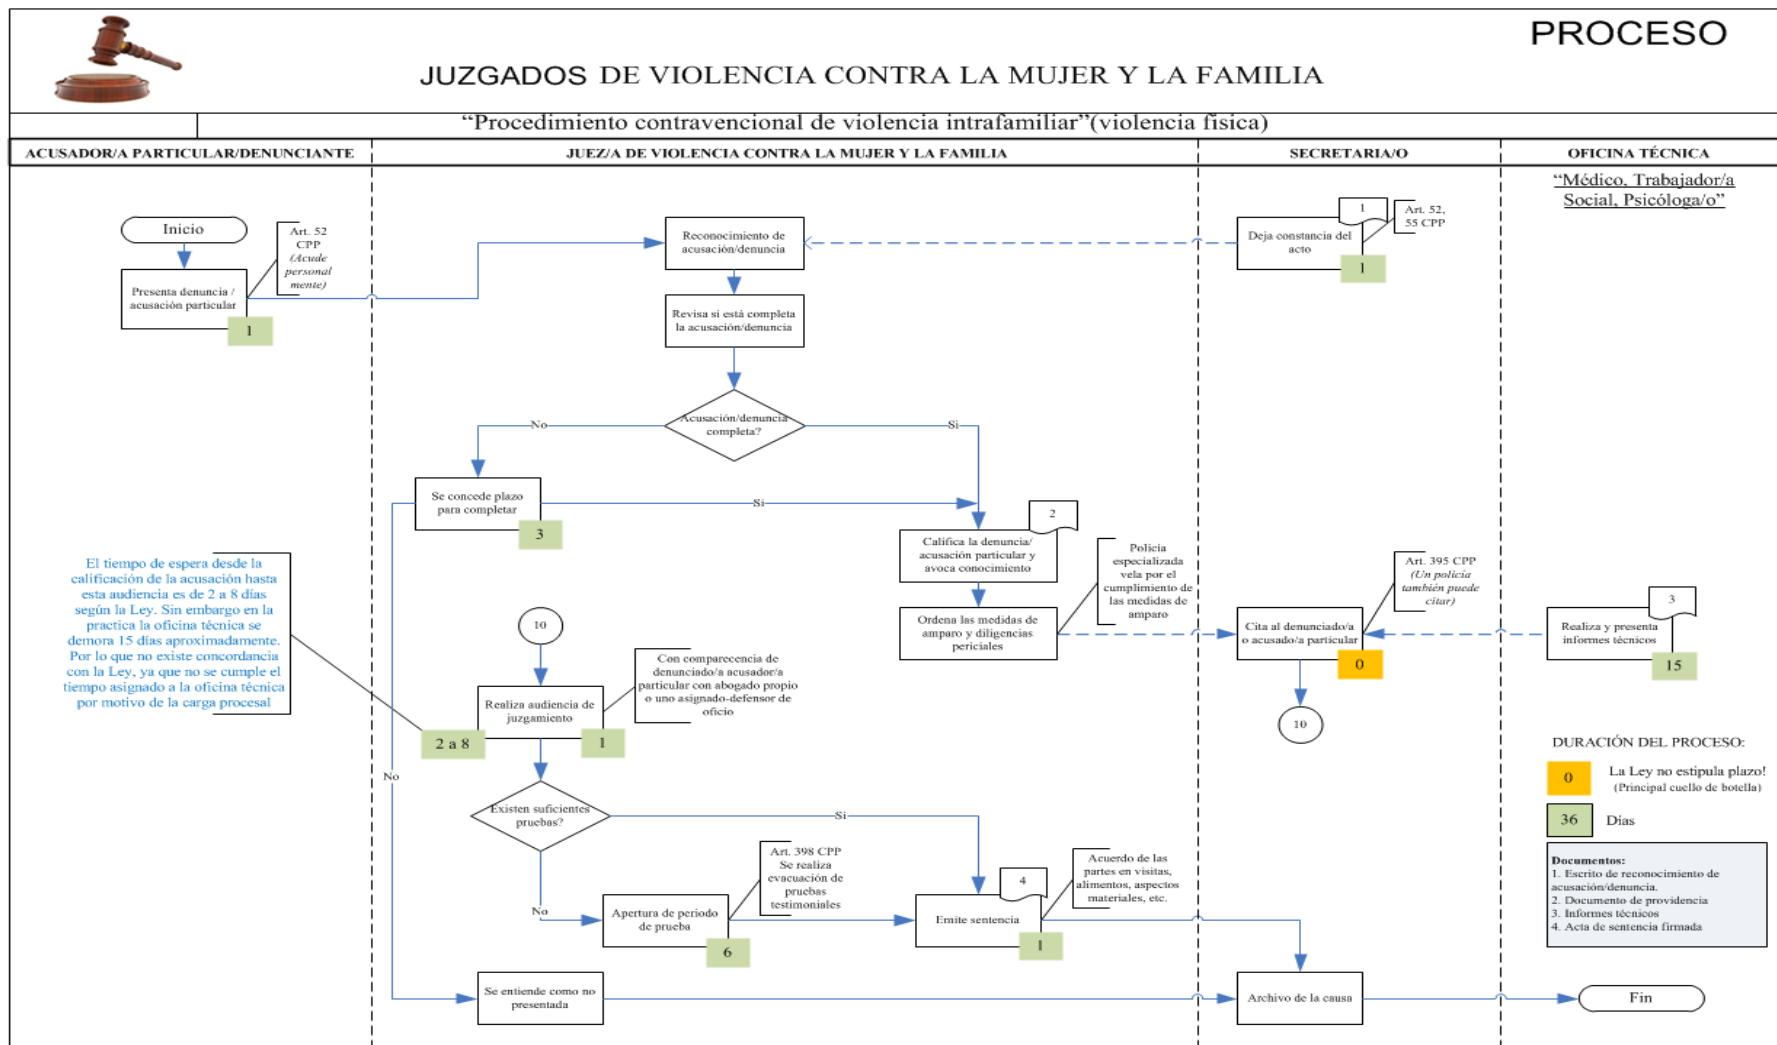 PROCESO
JUZGADOS DE VIOLENCIA CONTRA LA MUJER Y LA FAMILIA
“Procedimiento contravencional de violencia intrafamiliar”(violencia fisica)
ACUSADOR/A PARTICULAR/DENUNCIANTE
JUEZ/A DE VIOLENCIA CONTRA LA MUJER Y LA FAMILIA
SECRETARIA/O
OFICINA TÉCNICA
“Médico, Trabajador/a
Social, Psicóloga/o”
Inicio
Art. 52
CPP
(Acude
personal
mente)
Presenta denuncia /
acusación particular
1
Reconocimiento de
acusación/denuncia
1
Deja constancia del
acto
1
Art. 52,
55 CPP
Revisa si está completa
la acusación/denuncia
Acusación/denuncia
completa?
No
Si
Se concede plazo
para completar
3
Si
2
Califica la denuncia/
acusación particular y
avoca conocimiento
Policía
especializada
vela por el
cumplimiento de
las medidas de
amparo
Ordena las medidas de
amparo y diligencias
periciales
Art. 395 CPP
(Un policía
también puede
citar)
Cita al denunciado/a
o acusado/a particular
0
10
3
Realiza y presenta
informes técnicos
15
El tiempo de espera desde la
calificación de la acusación hasta
esta audiencia es de 2 a 8 días
según la Ley. Sin embargo en la
practica la oficina técnica se
demora 15 días aproximadamente.
Por lo que no existe concordancia
con la Ley, ya que no se cumple el
tiempo asignado a la oficina técnica
por motivo de la carga procesal
10
Con comparecencia de
denunciado/a acusador/a
particular con abogado propio
o uno asignado-defensor de
oficio
Realiza audiencia de
juzgamiento
2 a 8
1
No
Existen suficientes
pruebas?
Si
No
Art. 398 CPP
Se realiza
evacuación de
pruebas
testimoniales
Apertura de periodo
de prueba
6
4
Emite sentencia
1
Acuerdo de las
partes en visitas,
alimentos, aspectos
materiales, etc.
Se entiende como no
presentada
Archivo de la causa
Fin
DURACIÓN DEL PROCESO:
0
La Ley no estipula plazo!
(Principal cuello de botella)
36
Días
Documentos:
1. Escrito de reconocimiento de
acusación/denuncia.
2. Documento de providencia
3. Informes técnicos
4. Acta de sentencia firmada